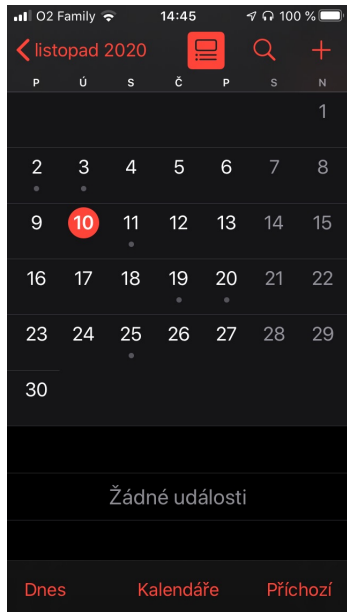 O2 Family 14:45 100 %
listopad 2020
P Ú S Č P S N
1
2 3 4 5 6 7 8
9 10 11 12 13 14 15
16 17 18 19 20 21 22
23 24 25 26 27 28 29
30
Žádné události
Dnes Kalendáře Příchozí